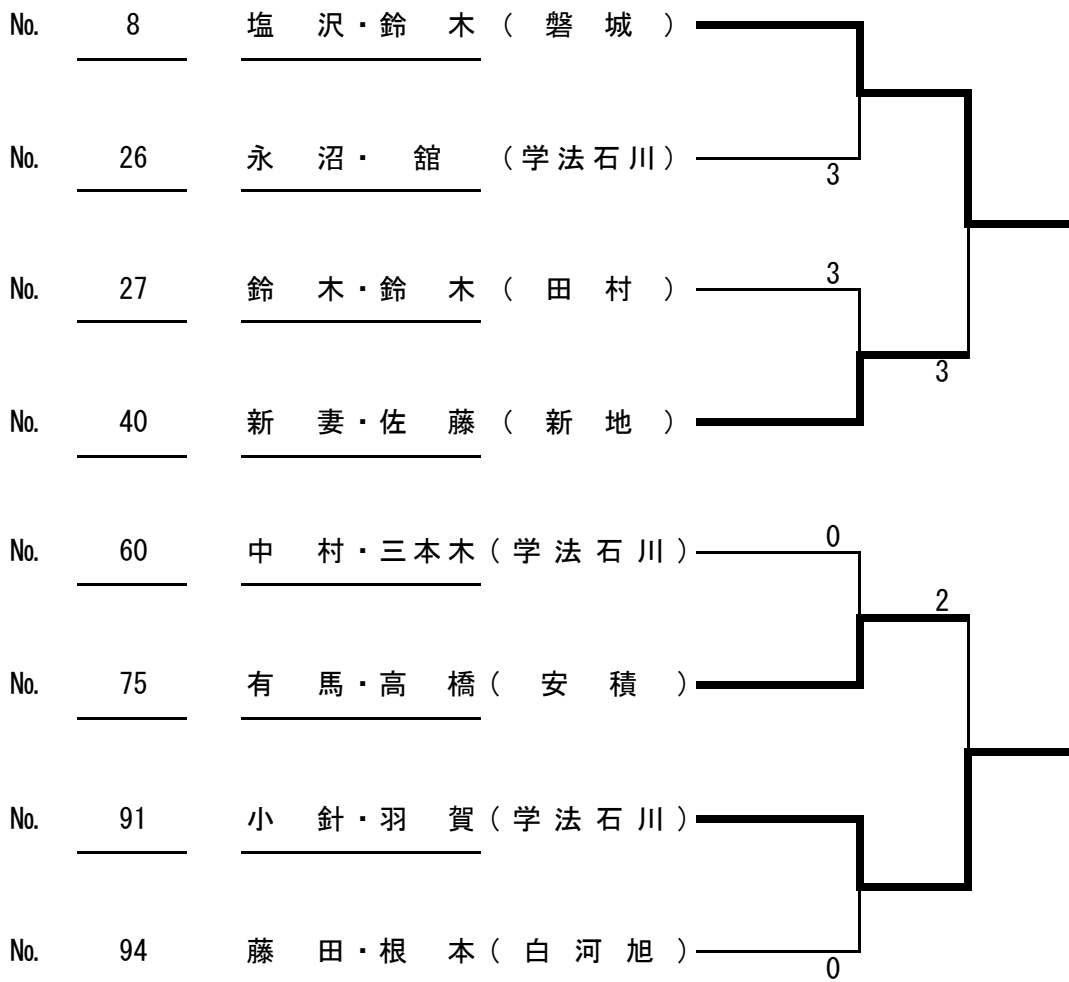 No. 8 塩 沢・鈴 木 ( 磐 城 )
No. 26 永 沼・ 舘 (学法石川)
3
3
No. 27 鈴 木・鈴 木 ( 田 村 )
3
No. 40 新 妻・佐 藤 ( 新 地 )
0
No. 60 中 村・三本木(学法石川)
2
No. 75 有 馬・高 橋( 安 積 )
No. 91 小 針・羽 賀(学法石川)
No. 94 藤 田・根 本(白河旭)
0